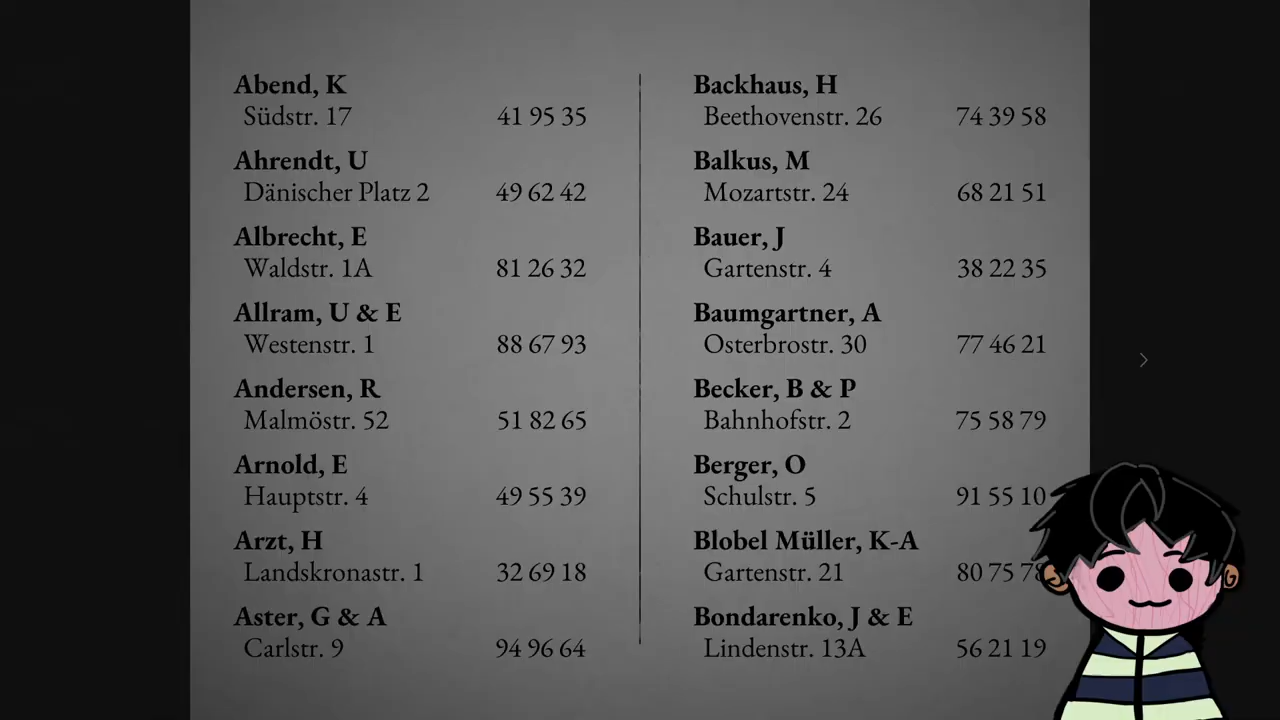 Abend, K
Südstr. 17 41 95 35
Ahrendt, U
Dänischer Platz 2 49 62 42
Albrecht, E
Waldstr. 1A 81 26 32
Allram, U & E
Westenstr. 1 88 67 93
Andersen, R
Malmöstr. 52 51 82 65
Arnold, E
Hauptstr. 4 49 55 39
Arzt, H
Landskronastr. 1 32 69 18
Aster, G & A
Carlstr. 9 94 96 64
Backhaus, H
Beethovenstr. 26 74 39 58
Balkus, M
Mozartstr. 24 68 21 51
Bauer, J
Gartenstr. 4 38 22 35
Baumgartner, A
Osterbrostr. 30 77 46 21
Becker, B & P
Bahnhofstr. 2 75 58 79
Berger, O
Schulstr. 5 91 55 10
Blobel Müller, K-A
Gartenstr. 21 80 75 78
Bondarenko, J & E
Lindenstr. 13A 56 21 19